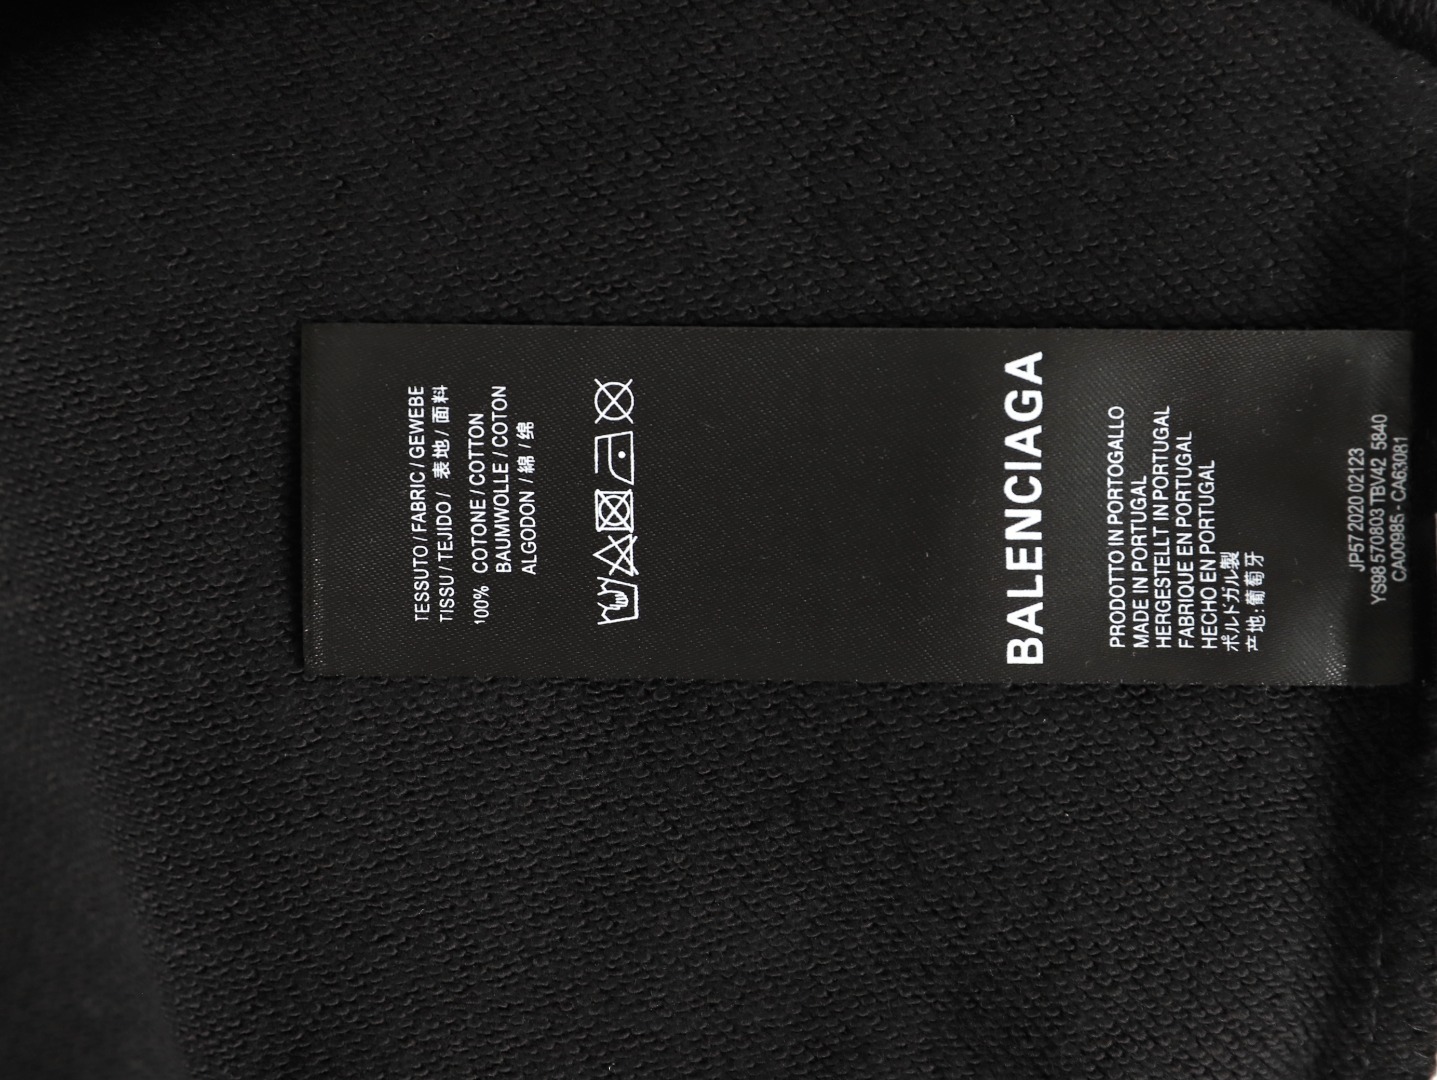 TESSUTO / FABRIC / GEWEBE
TISSU / TEJIDO / 表地 / 面料
100% COTONE / COTTON
BAUMWOLLE / COTON
ALGODON / 綿 / 绵
BALENCIAGA
PRODOTTO IN PORTOGALLO
MADE IN PORTUGAL
HERGESTELLT IN PORTUGAL
FABRIQUE EN PORTUGAL
HECHO EN PORTUGAL
ポルトガル製
产地: 葡萄牙
JP57 2020 02123
YS98 570803 TBV42 5840
CA00985 - CA63081